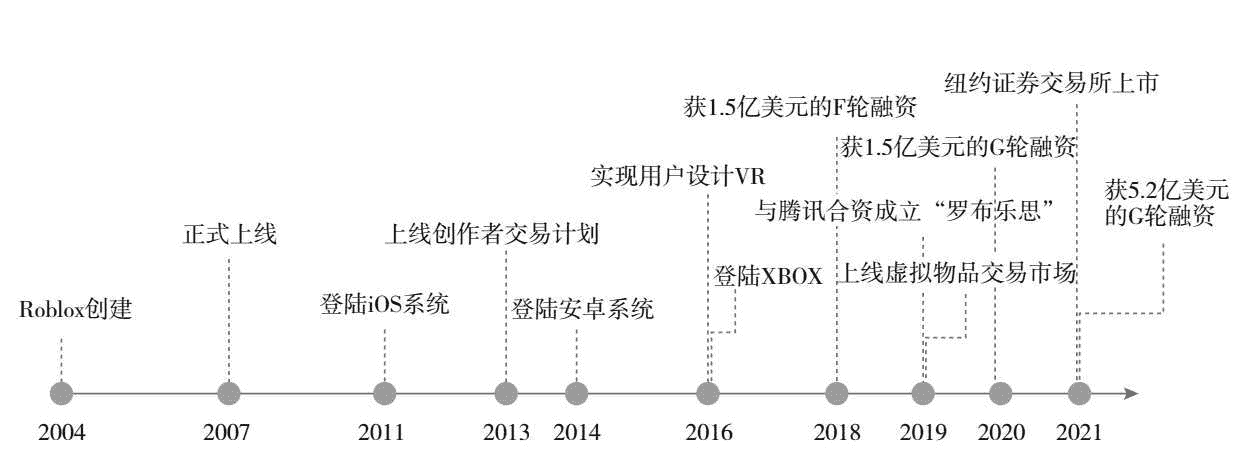 纽约证券交易所上市
获1.5亿美元的F轮融资
获1.5亿美元的G轮融资
实现用户设计VR
获5.2亿美元
的G轮融资
与腾讯合资成立“罗布乐思”
正式上线
上线创作者交易计划
登陆XBOX
上线虚拟物品交易市场
Roblox创建
登陆iOS系统
登陆安卓系统
2004
2007
2011
2013
2014
2016
2018
2019
2020
2021